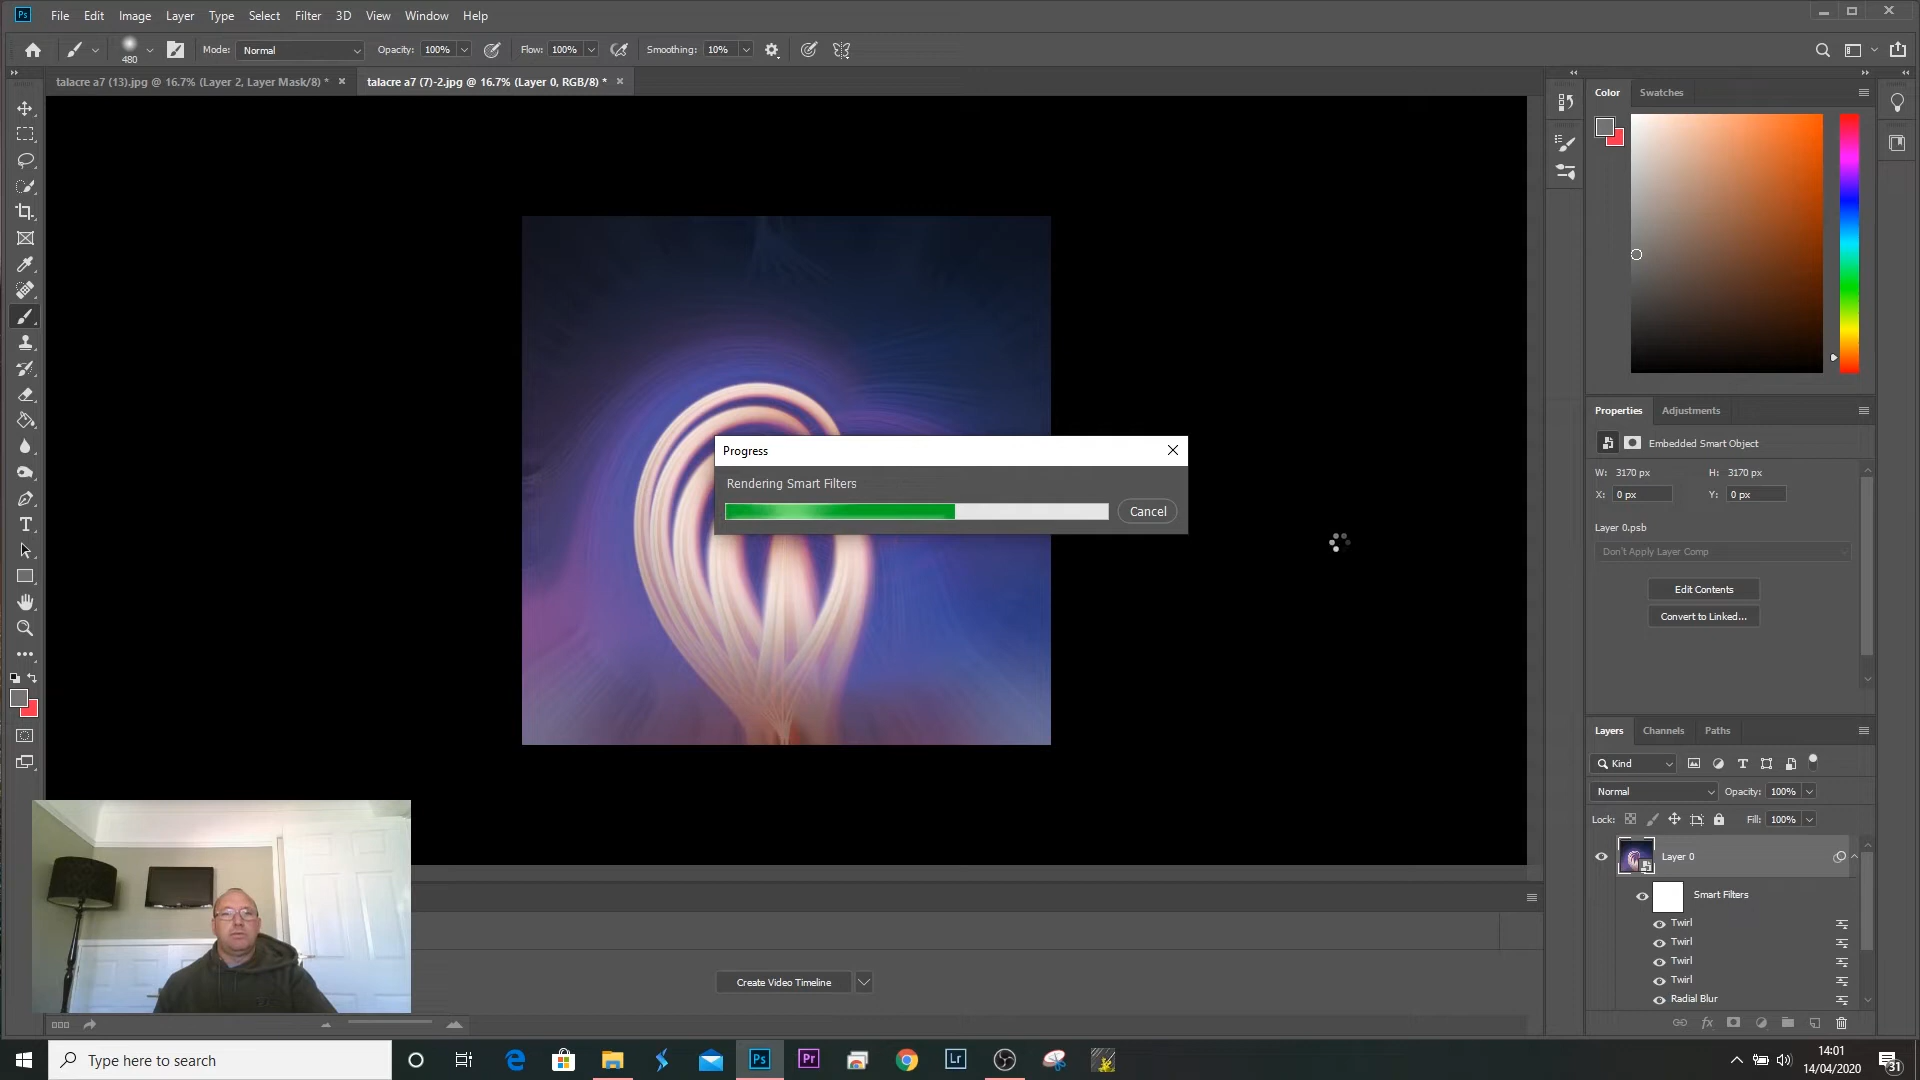 Ps File Edit Image Layer Type Select Filter 3D View Window Help
480 Mode: Normal Opacity: 100% Flow: 100% Smoothing: 10%
talacre a7 (13).jpg @ 16.7% (Layer 2, Layer Mask/8) * talacre a7 (7)-2.jpg @ 16.7% (Layer 0, RGB/8) *
Color Swatches
Properties Adjustments
Embedded Smart Object
W: 3170 px H: 3170 px
X: 0 px Y: 0 px
Layer 0.psb
Don't Apply Layer Comp
Edit Contents
Convert to Linked...
Progress
Rendering Smart Filters
Cancel
Layers Channels Paths
Kind
Normal Opacity: 100%
Lock: Fill: 100%
Layer 0
Smart Filters
Twirl
Twirl
Twirl
Twirl
Radial Blur
fx
Create Video Timeline
Type here to search
Ps Pr Lr
14:01
14/04/2020
31